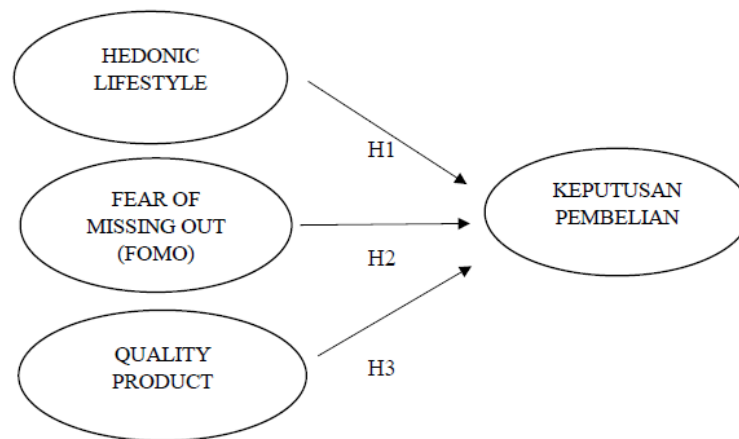 HEDONIC
LIFESTYLE
H1
FEAR OF
MISSING OUT
(FOMO)
H2
KEPUTUSAN
PEMBELIAN
QUALITY
PRODUCT
H3